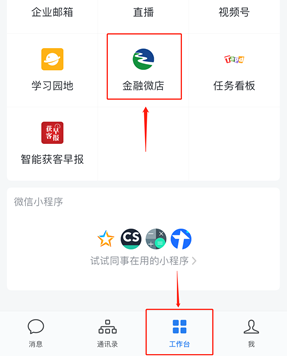 企业邮箱 直播 视频号
学习园地 金融微店 任务看板
获客
早报
智能获客早报
微信小程序
CS
试试同事在用的小程序 >
消息 通讯录 工作台 我